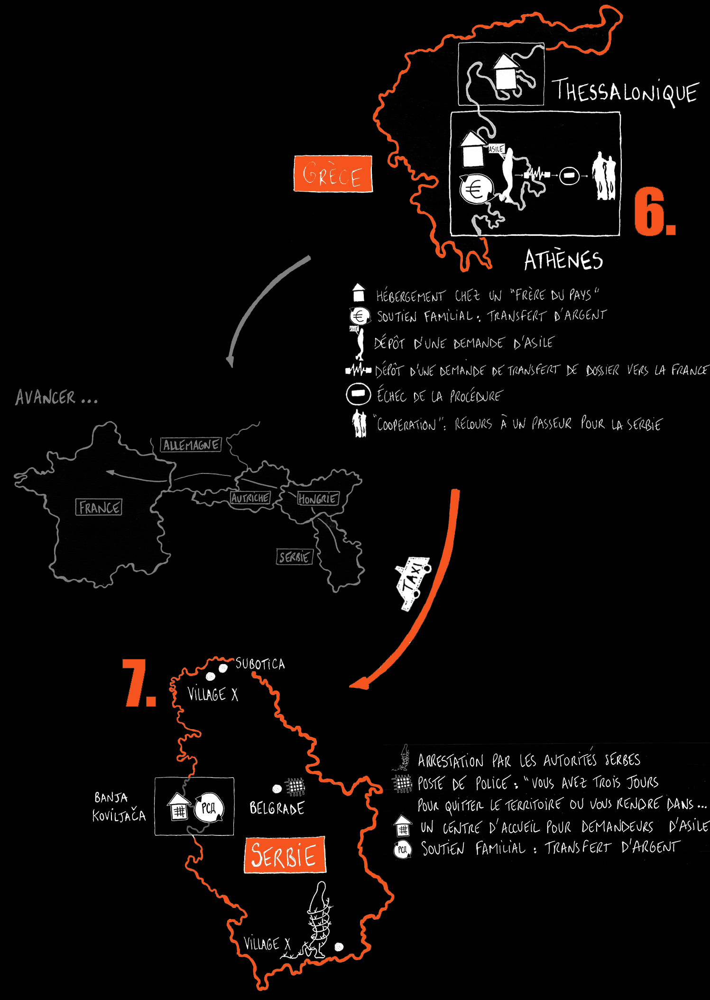 THESSALONIQUE
GRÈCE
ASILE
€
6.
ATHÈNES
HÉBERGEMENT CHEZ UN "FRÈRE DU PAYS"
€
SOUTIEN FAMILIAL : TRANSFERT D'ARGENT
ASILE
DÉPÔT D'UNE DEMANDE D'ASILE
DÉPÔT D'UNE DEMANDE DE TRANSFERT DE DOSSIER VERS LA FRANCE
ÉCHEC DE LA PROCÉDURE
"COOPERATION": RECOURS À UN PASSEUR POUR LA SERBIE
AVANCER ...
ALLEMAGNE
AUTRICHE
HONGRIE
FRANCE
SERBIE
TAXI
7.
SUBOTICA
VILLAGE X
BANJA
KOVILJAČA
РСД
BELGRADE
SERBIE
VILLAGE X
ARRESTATION PAR LES AUTORITÉS SERBES
POSTE DE POLICE : "VOUS AVEZ TROIS JOURS
POUR QUITTER LE TERRITOIRE OU VOUS RENDRE DANS ...
UN CENTRE D'ACCUEIL POUR DEMANDEURS D'ASILE
РСД
SOUTIEN FAMILIAL : TRANSFERT D'ARGENT